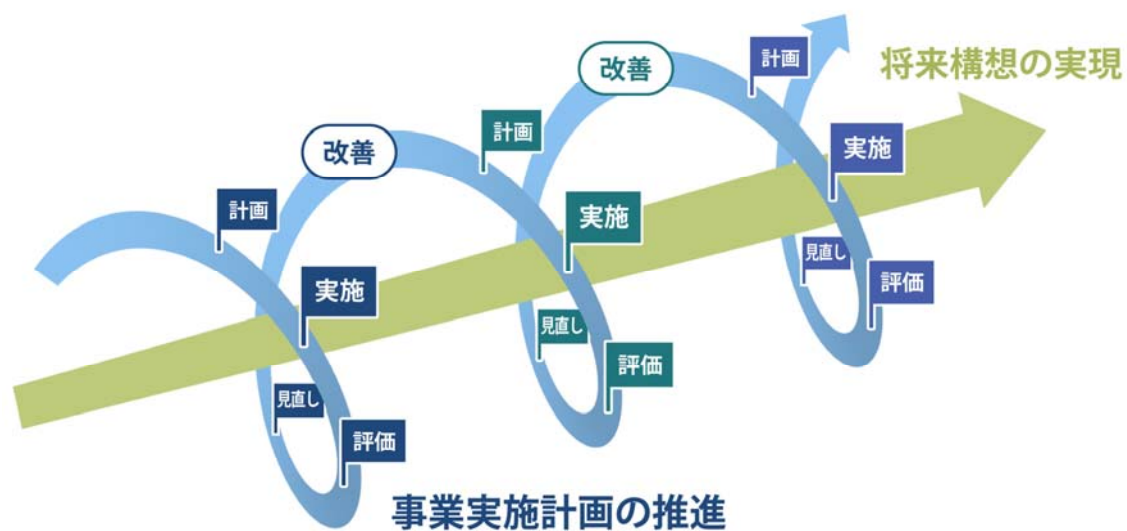 計画
実施
評価
見直し
改善
計画
実施
評価
見直し
改善
計画
実施
評価
見直し
将来構想の実現
事業実施計画の推進